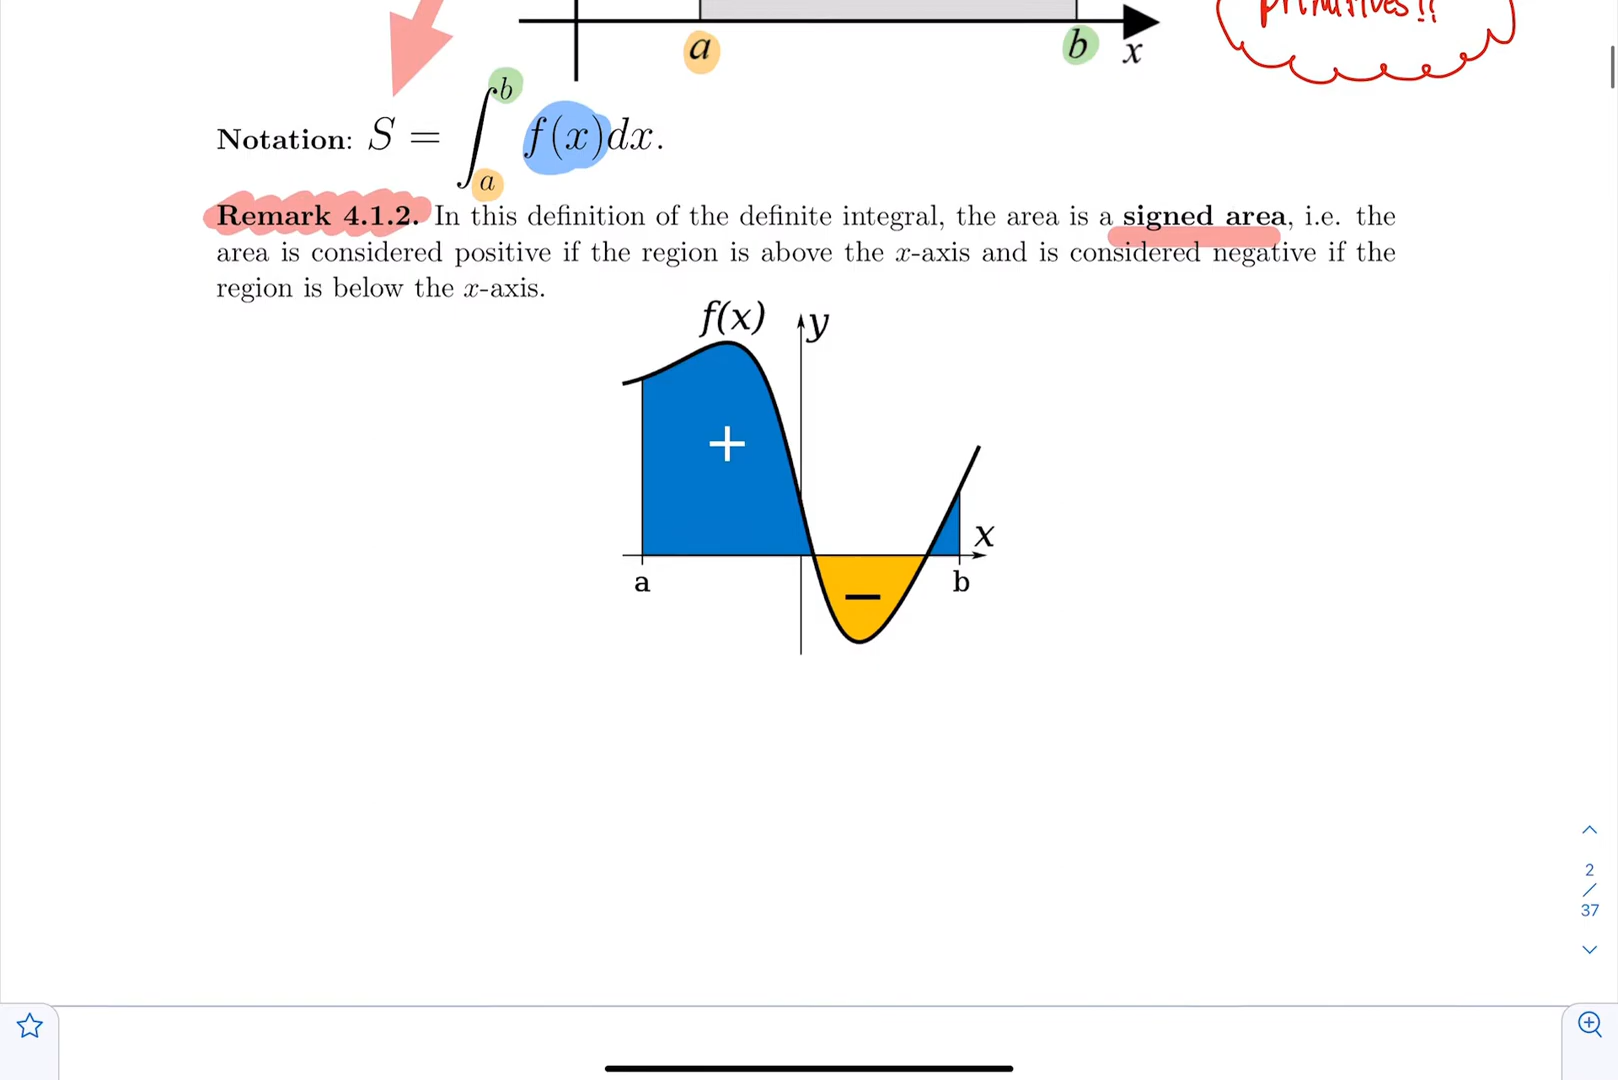 primitives!!
a b x
Notation: S = ∫_a^b f(x)dx.
Remark 4.1.2. In this definition of the definite integral, the area is a signed area, i.e. the
area is considered positive if the region is above the x-axis and is considered negative if the
region is below the x-axis.
f(x) y
+
x
a b
−
2
/
37